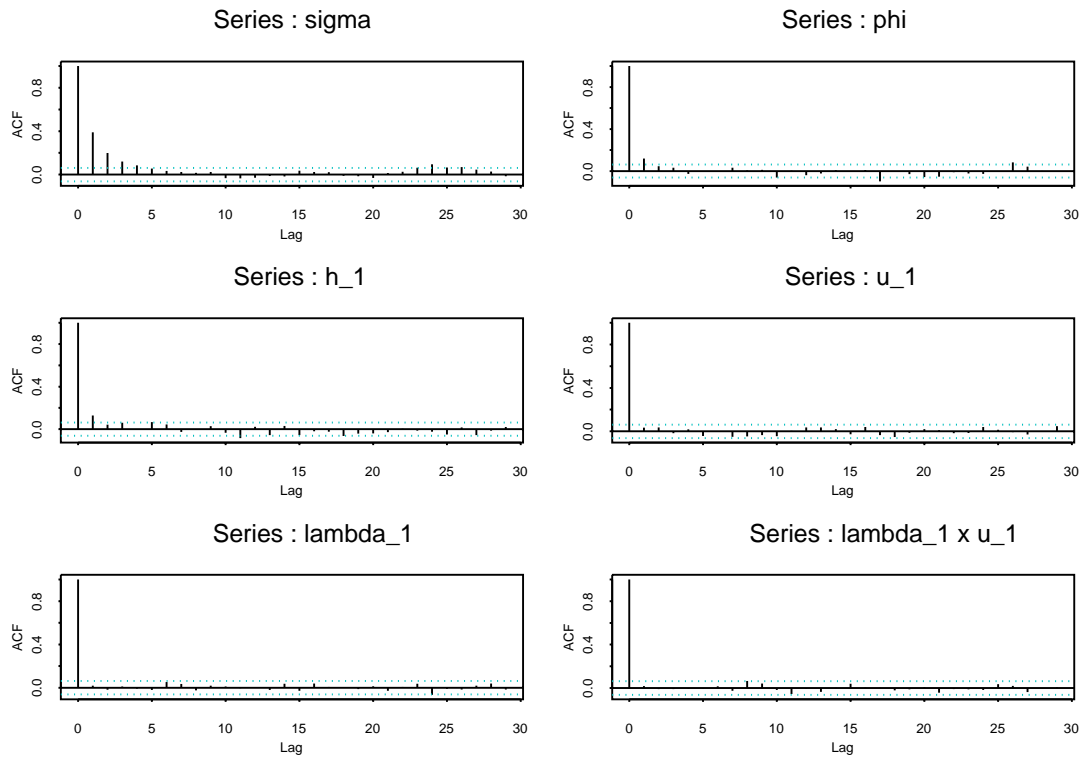 Series : sigma
ACF
0.0 0.4 0.8
0 5 10 15 20 25 30
Lag
Series : phi
ACF
0.0 0.4 0.8
0 5 10 15 20 25 30
Lag
Series : h_1
ACF
0.0 0.4 0.8
0 5 10 15 20 25 30
Lag
Series : u_1
ACF
0.0 0.4 0.8
0 5 10 15 20 25 30
Lag
Series : lambda_1
ACF
0.0 0.4 0.8
0 5 10 15 20 25 30
Lag
Series : lambda_1 x u_1
ACF
0.0 0.4 0.8
0 5 10 15 20 25 30
Lag